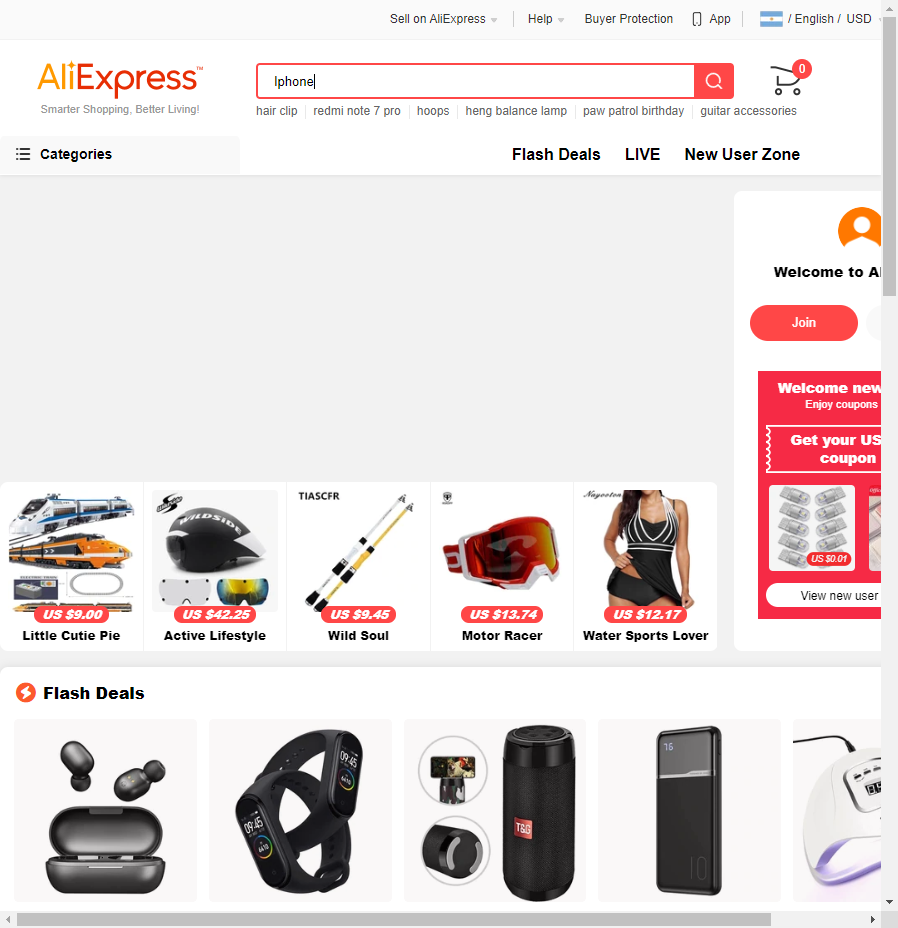 Sell on AliExpress
Help
Buyer Protection
App
/ English / USD
AliExpress™
Smarter Shopping, Better Living!
Iphone
0
hair clip
redmi note 7 pro
hoops
heng balance lamp
paw patrol birthday
guitar accessories
Categories
Flash Deals
LIVE
New User Zone
Welcome to Al
Join
Welcome new
Enjoy coupons
Get your US
coupon
US $0.01
View new user
TIASCFR
WILDSIDE
US $9.00
US $42.25
US $9.45
US $13.74
US $12.17
Little Cutie Pie
Active Lifestyle
Wild Soul
Motor Racer
Water Sports Lover
Flash Deals
09:45
09:45
T&G
10